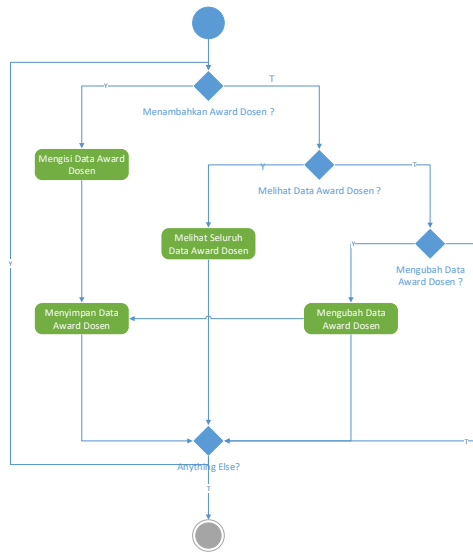 Y
T
Menambahkan Award Dosen ?
Mengisi Data Award
Dosen
Y
T
Melihat Data Award Dosen ?
Melihat Seluruh
Data Award Dosen
Y
Mengubah Data
Award Dosen ?
Y
Menyimpan Data
Award Dosen
Mengubah Data
Award Dosen
T
Anything Else?
T